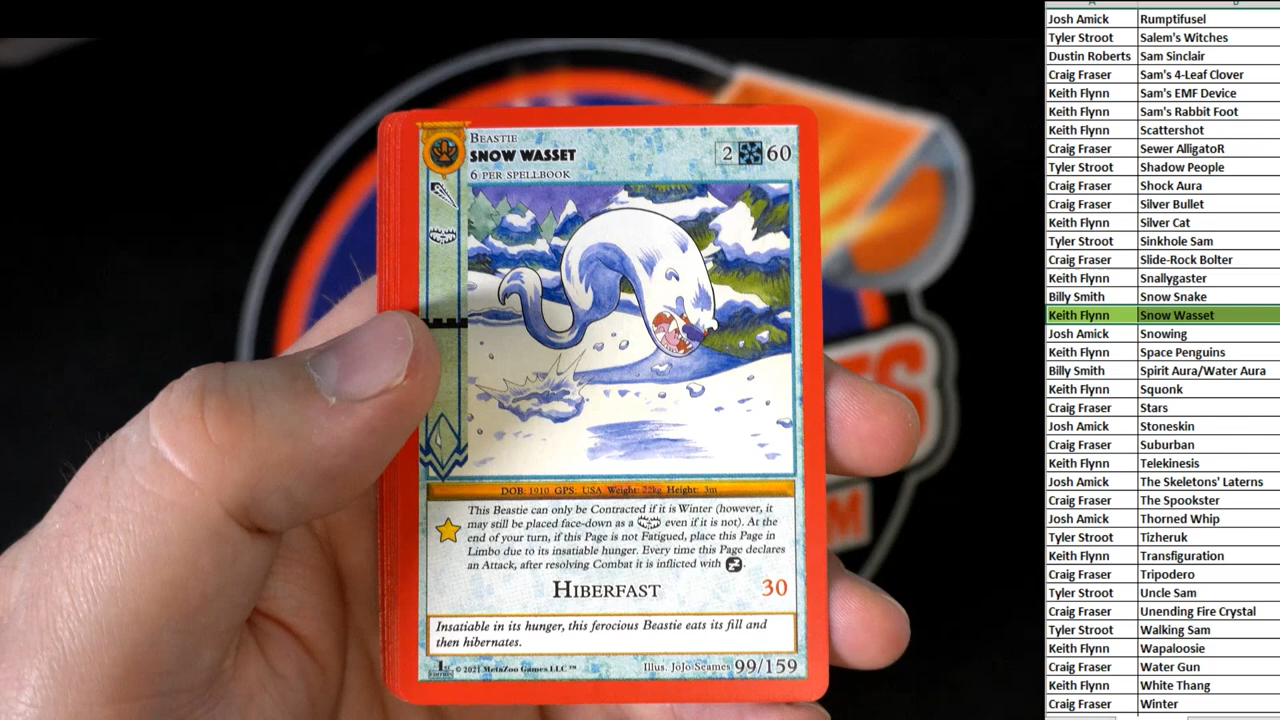 BEASTIE
SNOW WASSET
2 60
6 PER SPELLBOOK
DOB: 1910 GPS: USA Weight: 22kg Height: 3m
This Beastie can only be Contracted if it is Winter (however, it
may still be placed face-down as a even if it is not). At the
end of your turn, if this Page is not Fatigued, place this Page in
Limbo due to its insatiable hunger. Every time this Page declares
an Attack, after resolving Combat it is inflicted with .
HIBERFAST 30
Insatiable in its hunger, this ferocious Beastie eats its fill and
then hibernates.
1st EDITION © 2021 MetaZoo Games LLC ™ Illus. JoJo Seames 99/159
Josh Amick Rumptifusel
Tyler Stroot Salem's Witches
Dustin Roberts Sam Sinclair
Craig Fraser Sam's 4-Leaf Clover
Keith Flynn Sam's EMF Device
Keith Flynn Sam's Rabbit Foot
Keith Flynn Scattershot
Craig Fraser Sewer AlligatoR
Tyler Stroot Shadow People
Craig Fraser Shock Aura
Craig Fraser Silver Bullet
Keith Flynn Silver Cat
Tyler Stroot Sinkhole Sam
Craig Fraser Slide-Rock Bolter
Keith Flynn Snallygaster
Billy Smith Snow Snake
Keith Flynn Snow Wasset
Josh Amick Snowing
Keith Flynn Space Penguins
Billy Smith Spirit Aura/Water Aura
Keith Flynn Squonk
Craig Fraser Stars
Josh Amick Stoneskin
Craig Fraser Suburban
Keith Flynn Telekinesis
Josh Amick The Skeletons' Laterns
Craig Fraser The Spookster
Josh Amick Thorned Whip
Tyler Stroot Tizheruk
Keith Flynn Transfiguration
Craig Fraser Tripodero
Tyler Stroot Uncle Sam
Craig Fraser Unending Fire Crystal
Tyler Stroot Walking Sam
Keith Flynn Wapaloosie
Craig Fraser Water Gun
Keith Flynn White Thang
Craig Fraser Winter